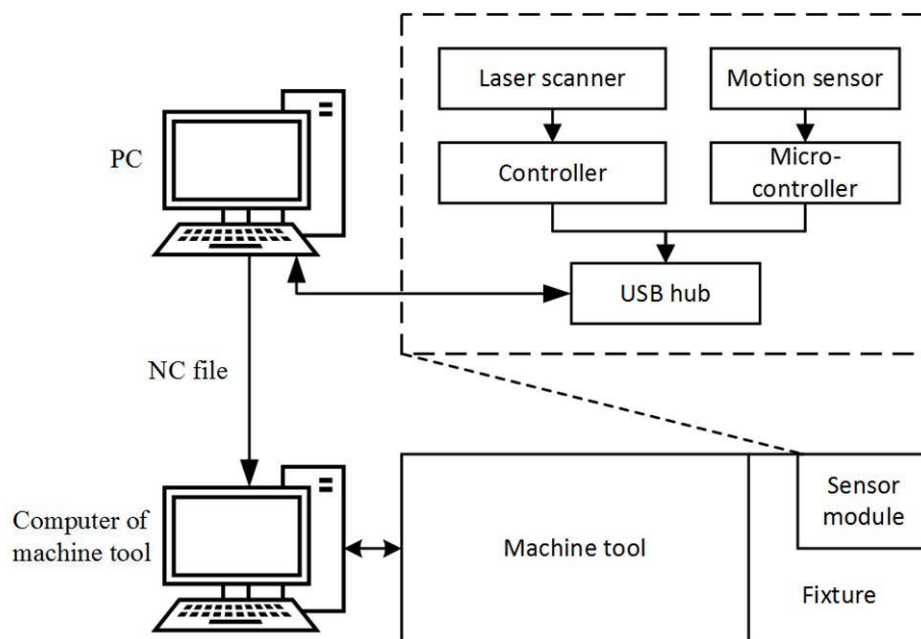 Laser scanner
Motion sensor
PC
Controller
Micro-
controller
USB hub
NC file
Computer of
machine tool
Machine tool
Sensor
module
Fixture